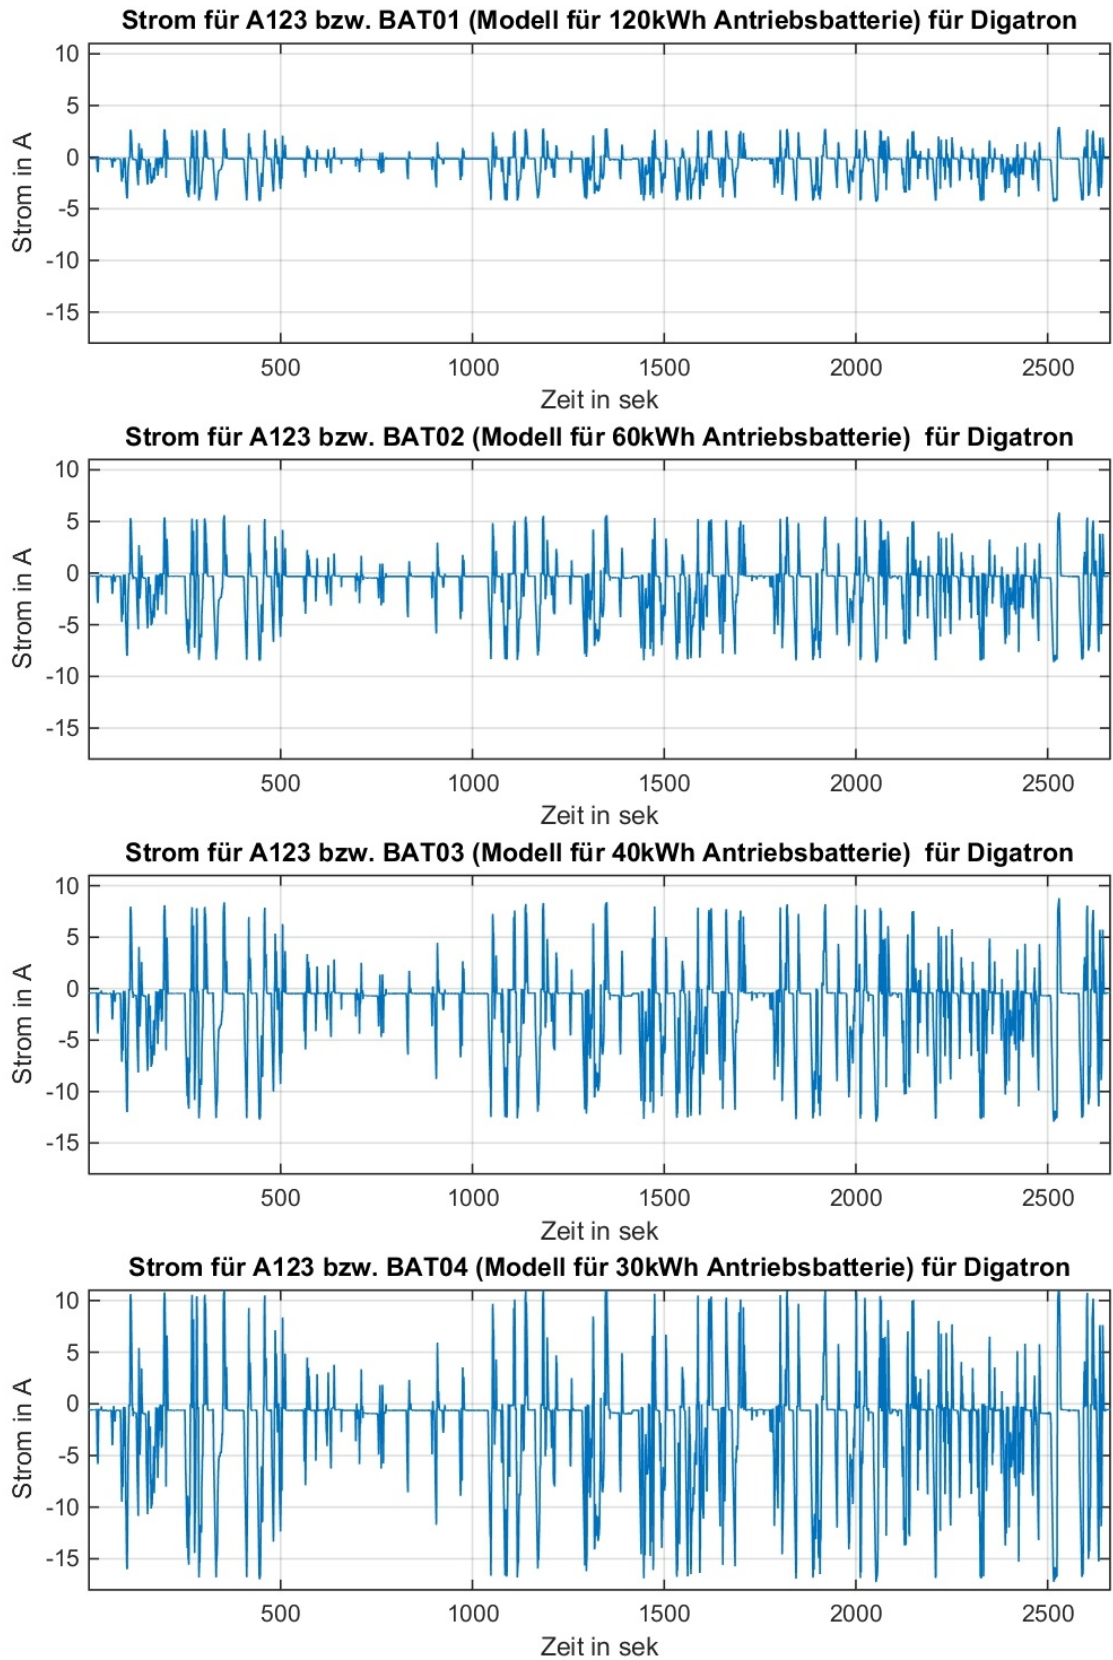 Strom für A123 bzw. BAT01 (Modell für 120kWh Antriebsbatterie) für Digatron
10
5
0
-5
-10
-15
Strom in A
500 1000 1500 2000 2500
Zeit in sek
Strom für A123 bzw. BAT02 (Modell für 60kWh Antriebsbatterie)  für Digatron
10
5
0
-5
-10
-15
Strom in A
500 1000 1500 2000 2500
Zeit in sek
Strom für A123 bzw. BAT03 (Modell für 40kWh Antriebsbatterie)  für Digatron
10
5
0
-5
-10
-15
Strom in A
500 1000 1500 2000 2500
Zeit in sek
Strom für A123 bzw. BAT04 (Modell für 30kWh Antriebsbatterie) für Digatron
10
5
0
-5
-10
-15
Strom in A
500 1000 1500 2000 2500
Zeit in sek